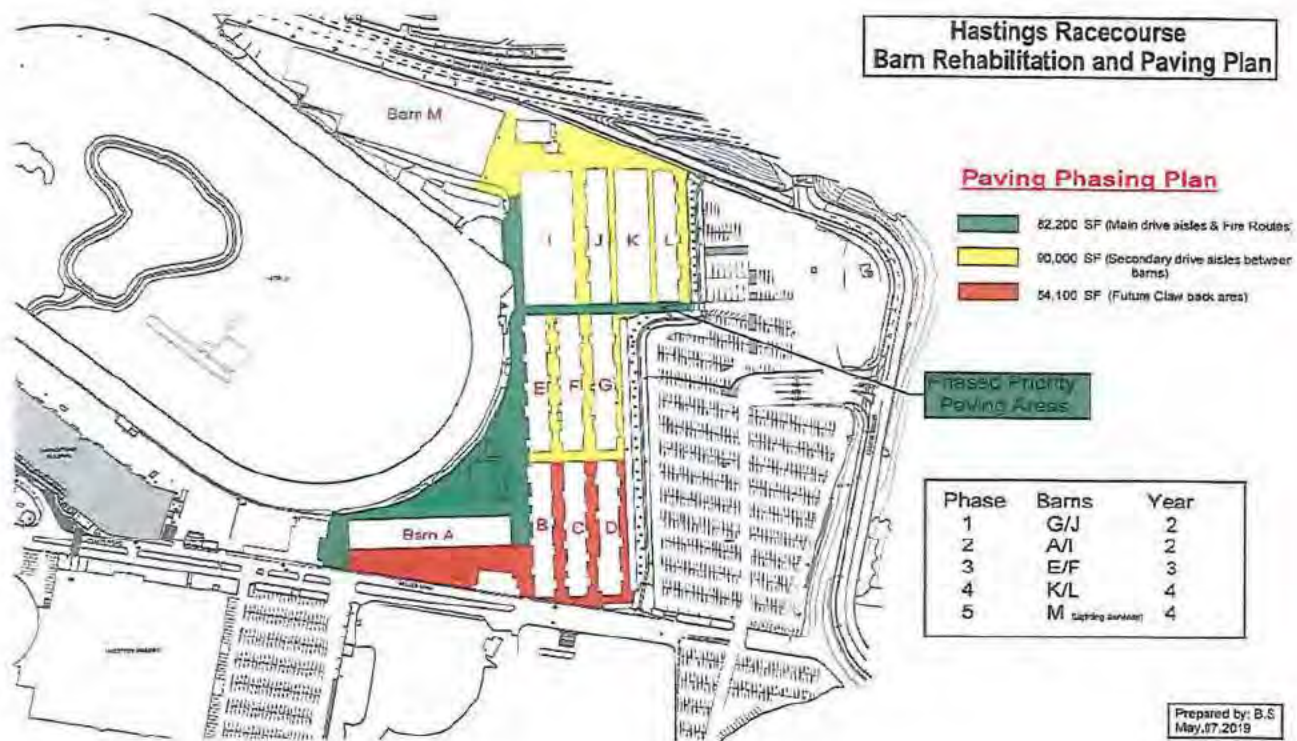 Hastings Racecourse
Barn Rehabilitation and Paving Plan
Barn M
Paving Phasing Plan
82,200 SF (Main drive aisles & Fire Routes)
90,000 SF (Secondary drive aisles between
barns)
54,100 SF (Future Claw back area)
I
J
K
L
E
F
G
Phased Priority
Paving Areas
B
C
D
Barn A
Phase Barns Year
1 G/J 2
2 A/I 2
3 E/F 3
4 K/L 4
5 M 4
Prepared by: B.S
May.07.2019